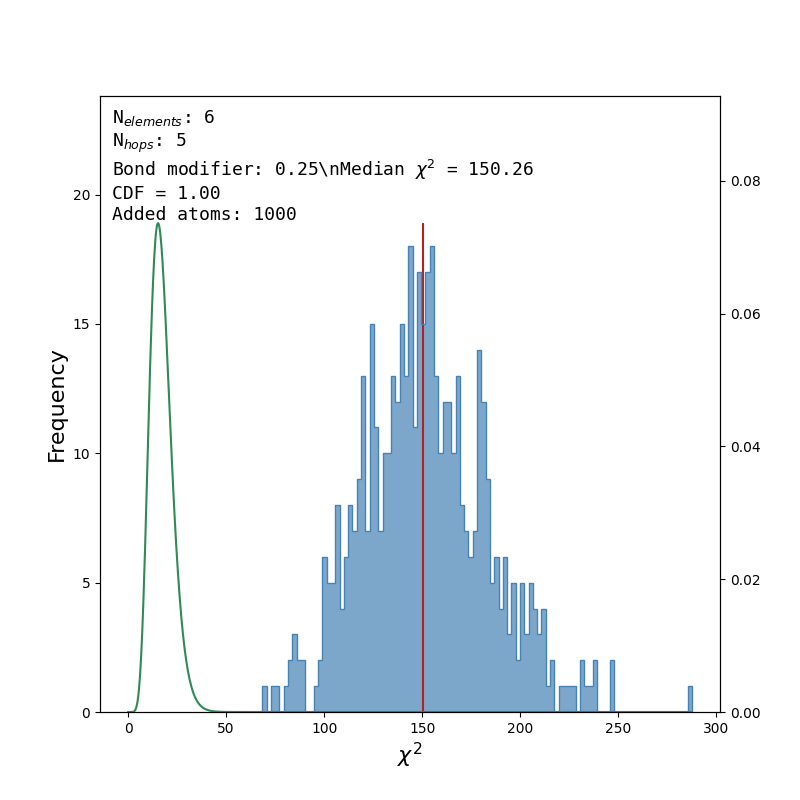 N_elements: 6
N_hops: 5
Bond modifier: 0.25\nMedian χ² = 150.26
CDF = 1.00
Added atoms: 1000
20
15
10
5
0
Frequency
0.08
0.06
0.04
0.02
0.00
0 50 100 150 200 250 300
χ²